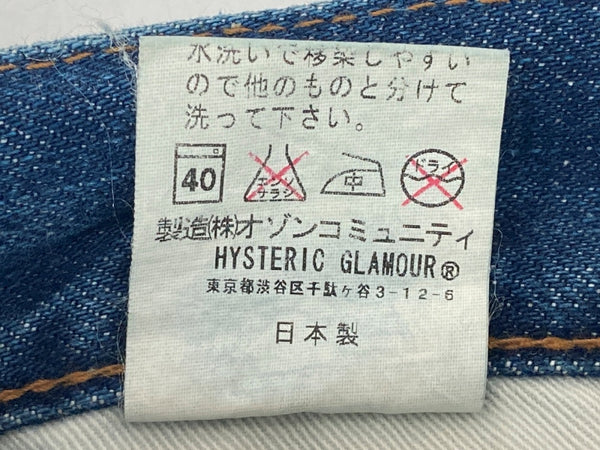 水洗いで移染しやすい
ので他のものと分けて
洗って下さい。
40 エンソ サラシ 中 ドライ
製造(株)オゾンコミュニティ
HYSTERIC GLAMOUR®
東京都渋谷区千駄ヶ谷3-12-6
日本製